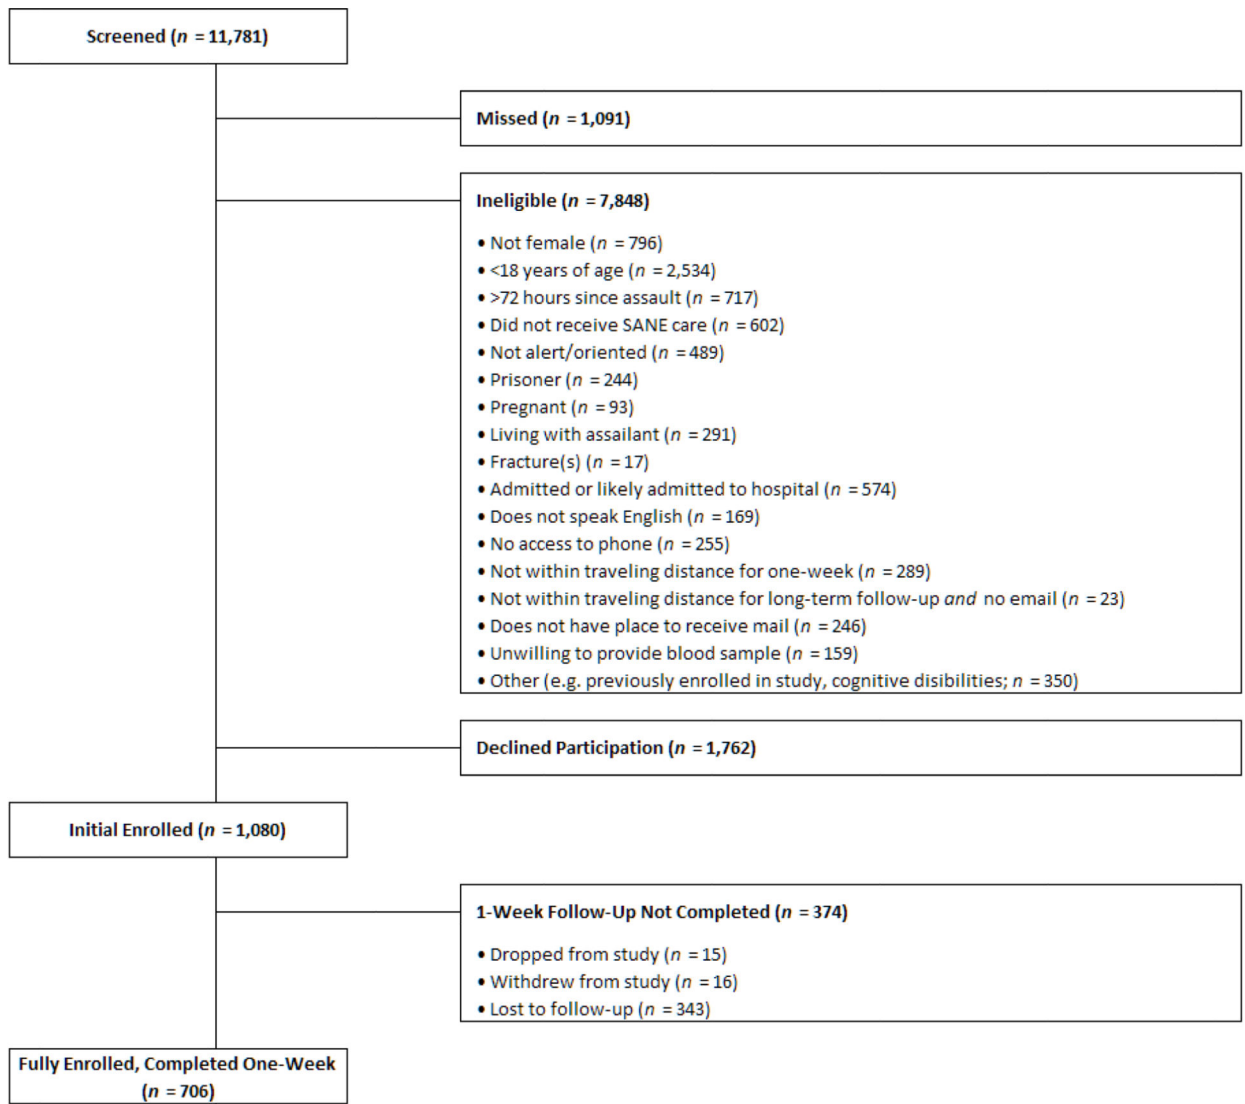 Screened (n = 11,781)
Missed (n = 1,091)
Ineligible (n = 7,848)
• Not female (n = 796)
• <18 years of age (n = 2,534)
• >72 hours since assault (n = 717)
• Did not receive SANE care (n = 602)
• Not alert/oriented (n = 489)
• Prisoner (n = 244)
• Pregnant (n = 93)
• Living with assailant (n = 291)
• Fracture(s) (n = 17)
• Admitted or likely admitted to hospital (n = 574)
• Does not speak English (n = 169)
• No access to phone (n = 255)
• Not within traveling distance for one-week (n = 289)
• Not within traveling distance for long-term follow-up and no email (n = 23)
• Does not have place to receive mail (n = 246)
• Unwilling to provide blood sample (n = 159)
• Other (e.g. previously enrolled in study, cognitive disibilities; n = 350)
Declined Participation (n = 1,762)
Initial Enrolled (n = 1,080)
1-Week Follow-Up Not Completed (n = 374)
• Dropped from study (n = 15)
• Withdrew from study (n = 16)
• Lost to follow-up (n = 343)
Fully Enrolled, Completed One-Week
(n = 706)